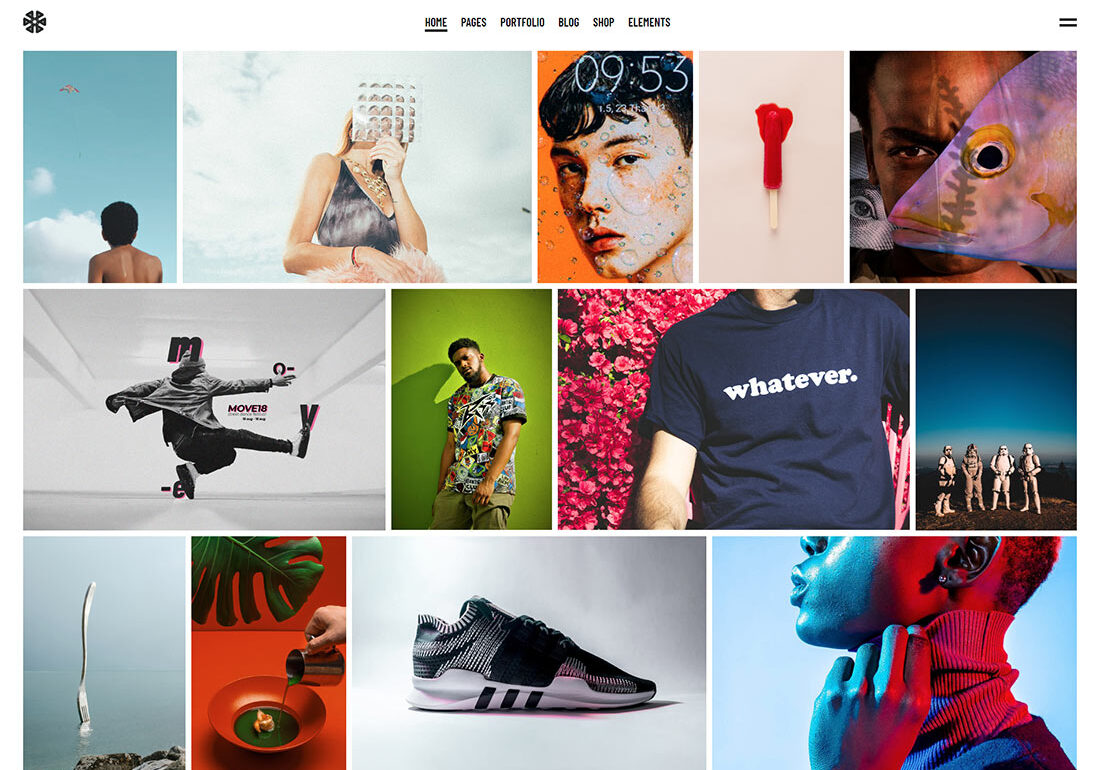 HOME PAGES PORTFOLIO BLOG SHOP ELEMENTS
09:53
m
c-
MOVE18
v
-e
whatever.